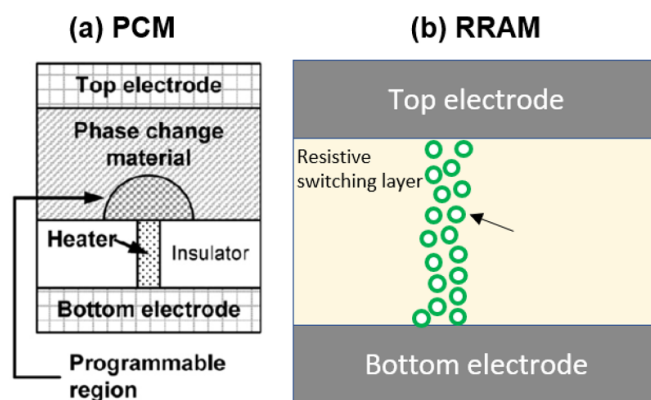 (a) PCM
Top electrode
Phase change
material
Heater
Insulator
Bottom electrode
Programmable
region
(b) RRAM
Top electrode
Resistive
switching layer
Bottom electrode